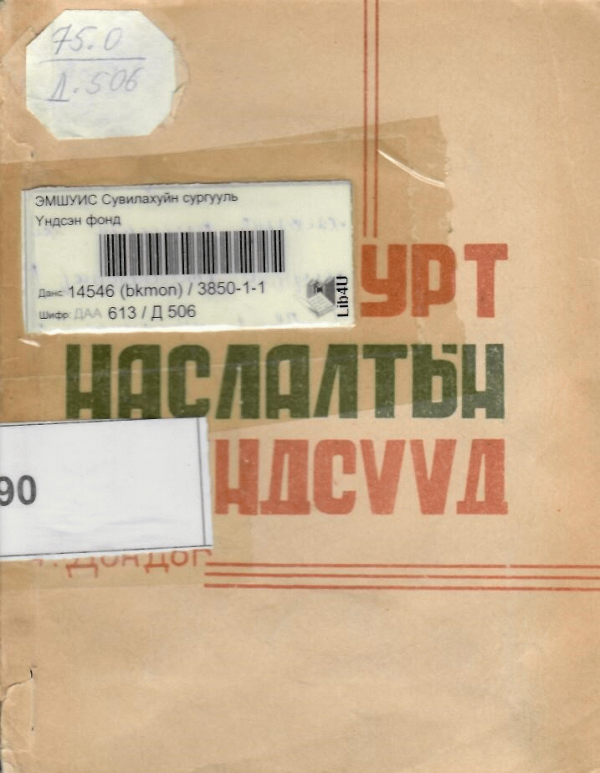 75.0
Д.506
ЭМШУИС Сувилахуйн сургууль
Үндсэн фонд
Данс: 14546 (bkmon) / 3850-1-1
Шифр: ДАА 613 / Д 506
Lib4U
УРТ
НАСЛАЛТЫН
НДСҮҮД
90